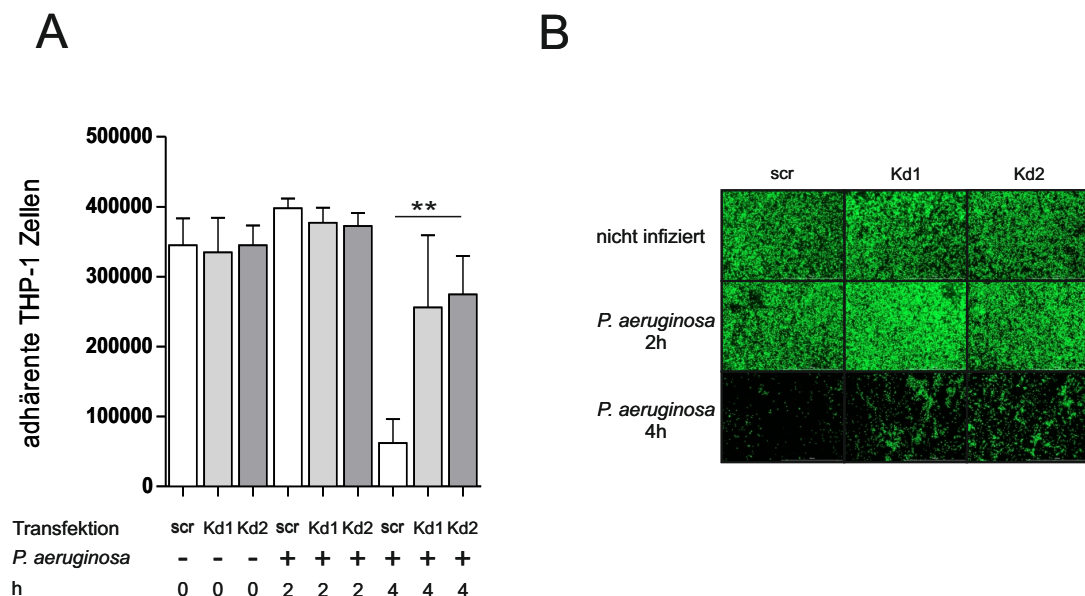 A
B
adhärente THP-1 Zellen
500000
400000
300000
200000
100000
0
**
Transfektion scr Kd1 Kd2 scr Kd1 Kd2 scr Kd1 Kd2
P. aeruginosa - - - + + + + + +
h 0 0 0 2 2 2 4 4 4
scr Kd1 Kd2
nicht infiziert
P. aeruginosa
2h
P. aeruginosa
4h